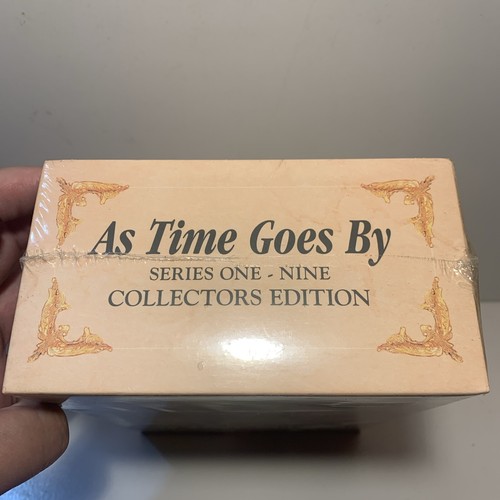 As Time Goes By
SERIES ONE - NINE
COLLECTORS EDITION